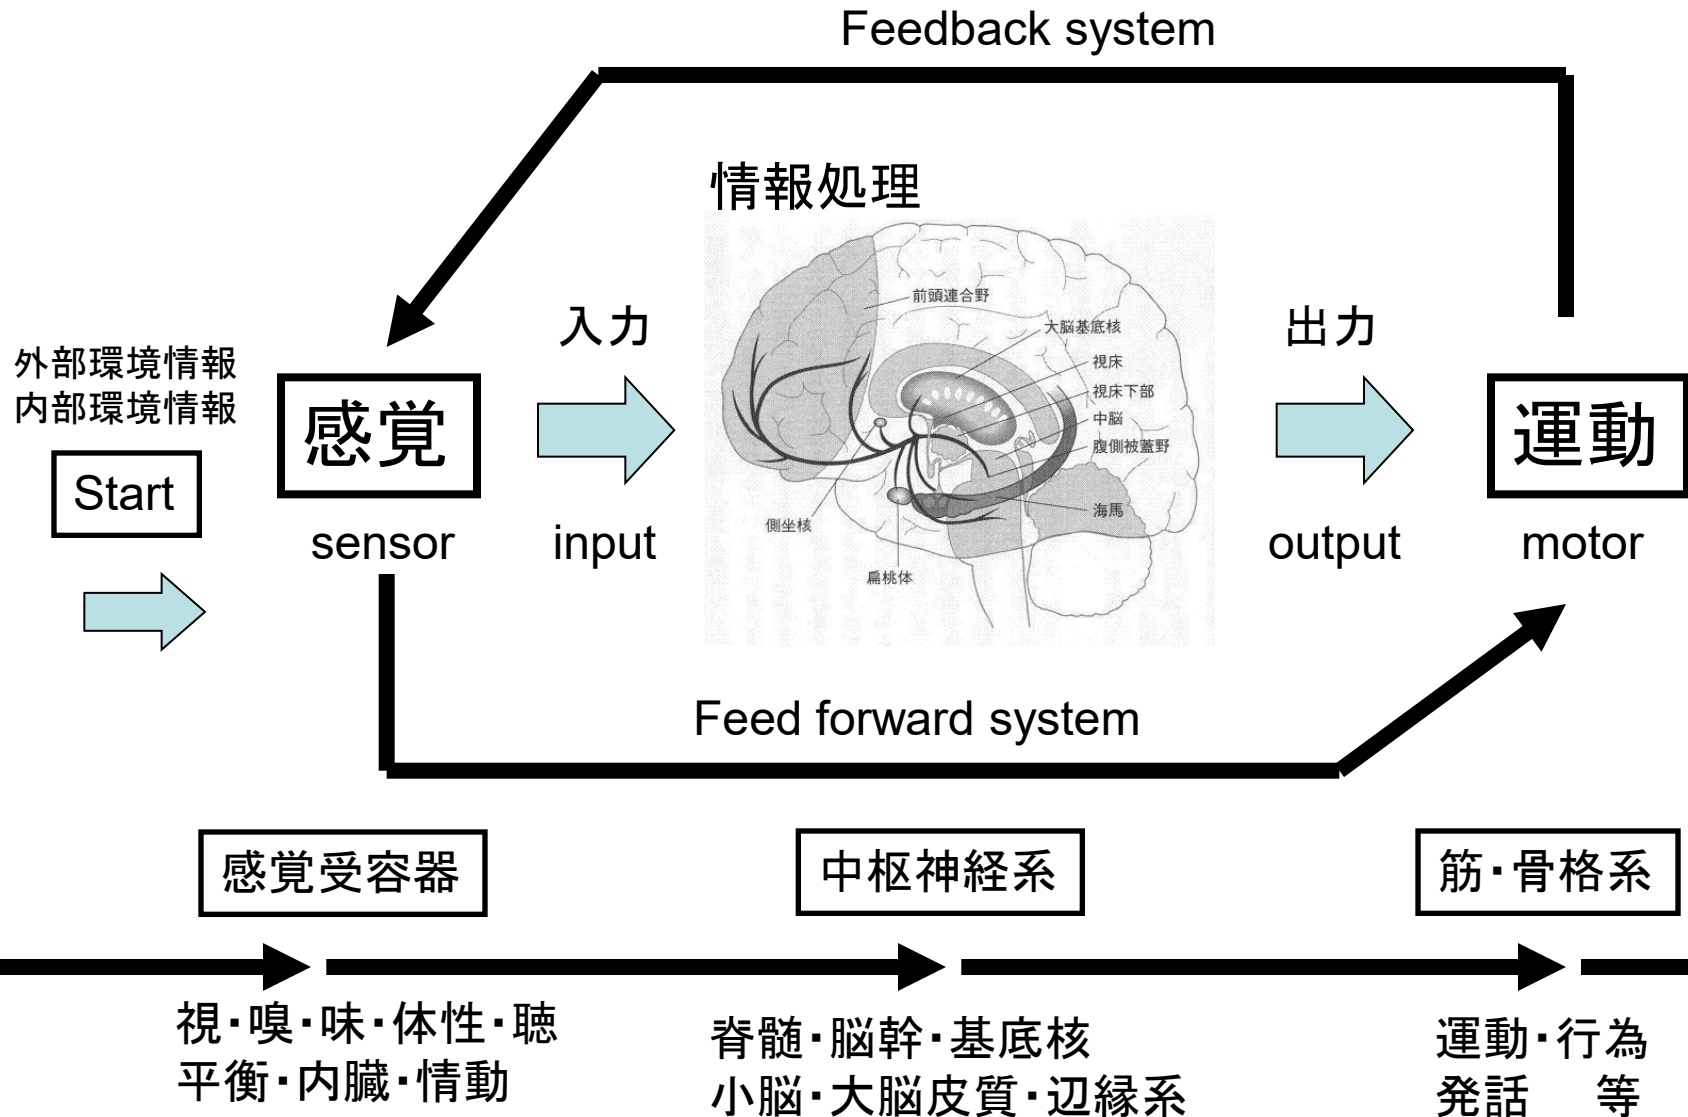 Feedback system
情報処理
前頭連合野
大脳基底核
視床
視床下部
中脳
腹側被蓋野
海馬
側坐核
扁桃体
外部環境情報
内部環境情報
Start
感覚
sensor
入力
input
出力
output
運動
motor
Feed forward system
感覚受容器
中枢神経系
筋・骨格系
視・嗅・味・体性・聴
平衡・内臓・情動
脊髄・脳幹・基底核
小脳・大脳皮質・辺縁系
運動・行為
発話 等